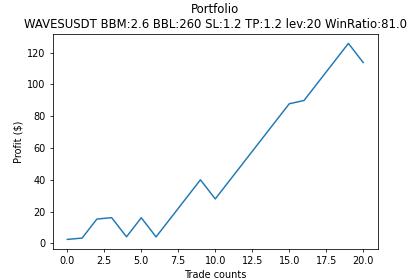 Portfolio
WAVESUSDT BBM:2.6 BBL:260 SL:1.2 TP:1.2 lev:20 WinRatio:81.0
120
100
80
60
40
20
0
Profit ($)
0.0 2.5 5.0 7.5 10.0 12.5 15.0 17.5 20.0
Trade counts